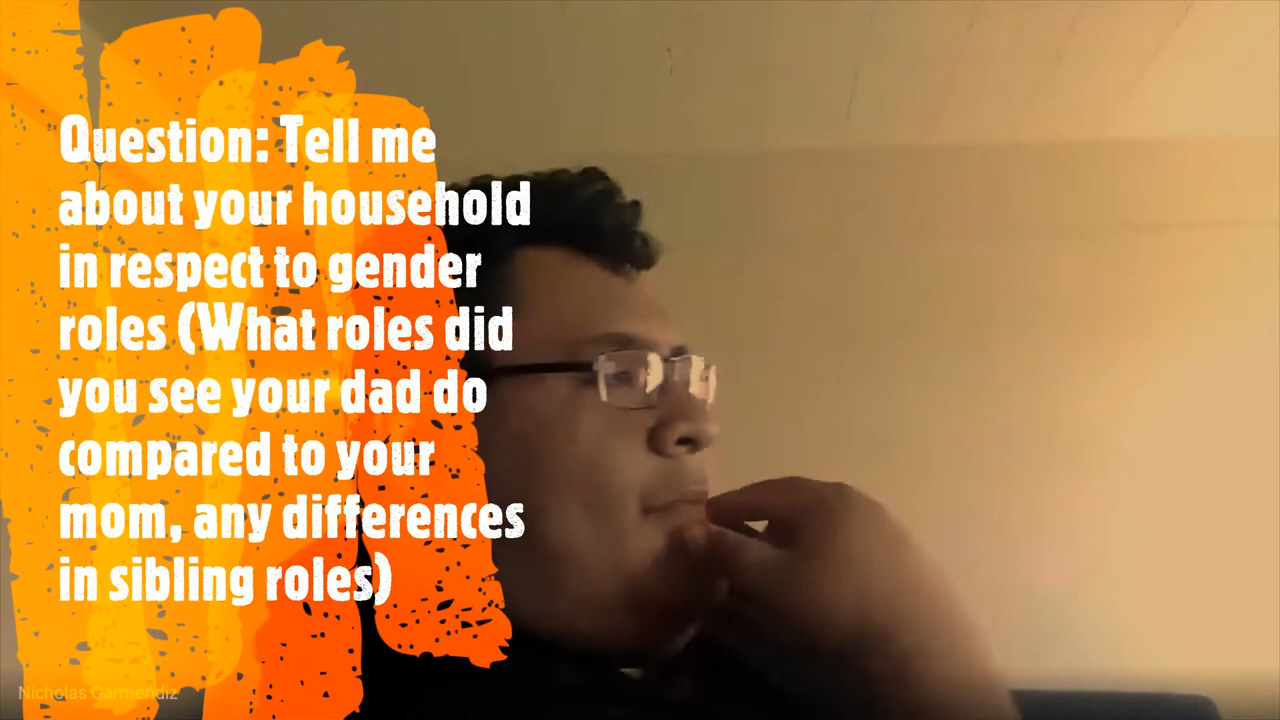 Question: Tell me
about your household
in respect to gender
roles (What roles did
you see your dad do
compared to your
mom, any differences
in sibling roles)
Nicholas Garmendiz